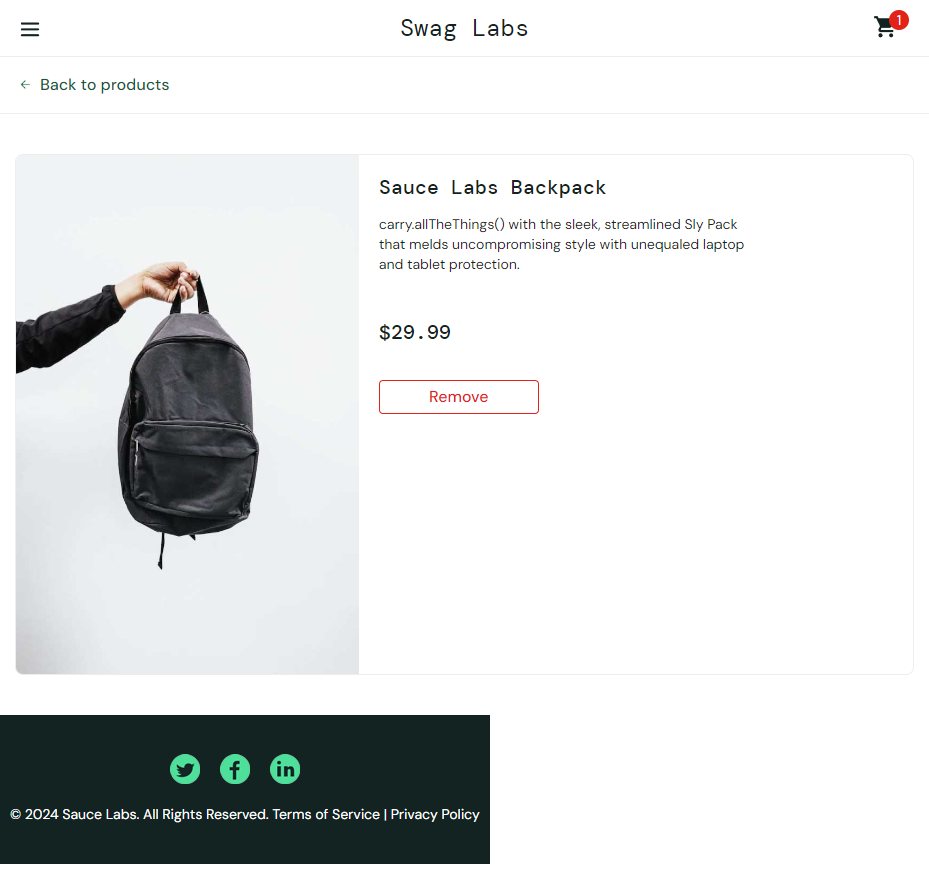 Swag Labs
1
← Back to products
Sauce Labs Backpack
carry.allTheThings() with the sleek, streamlined Sly Pack
that melds uncompromising style with unequaled laptop
and tablet protection.
$29.99
Remove
© 2024 Sauce Labs. All Rights Reserved. Terms of Service | Privacy Policy